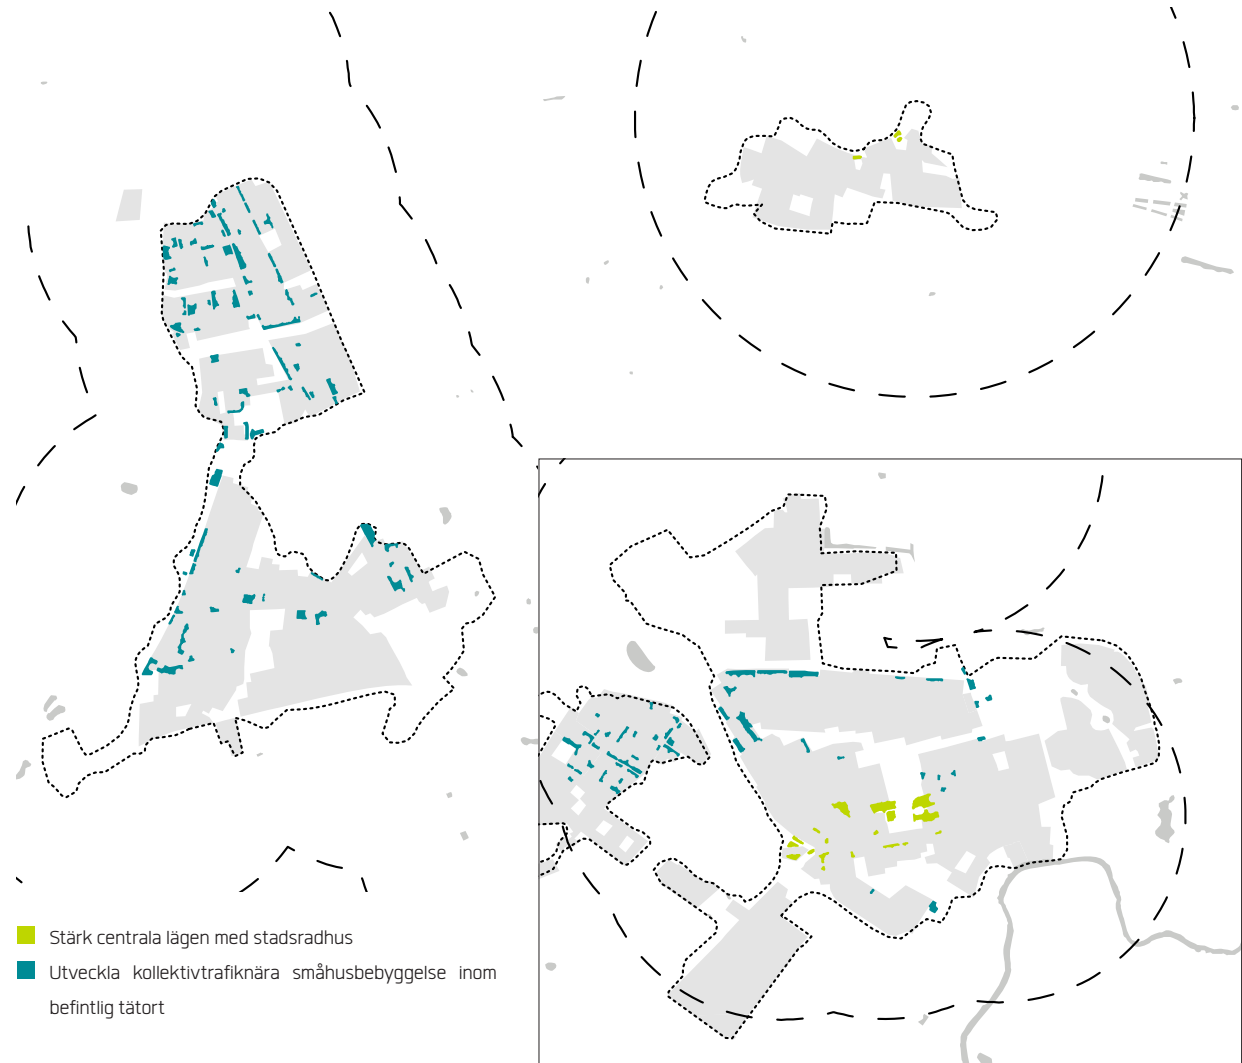 Stärk centrala lägen med stadsradhus
Utveckla kollektivtrafiknära småhusbebyggelse inom
befintlig tätort